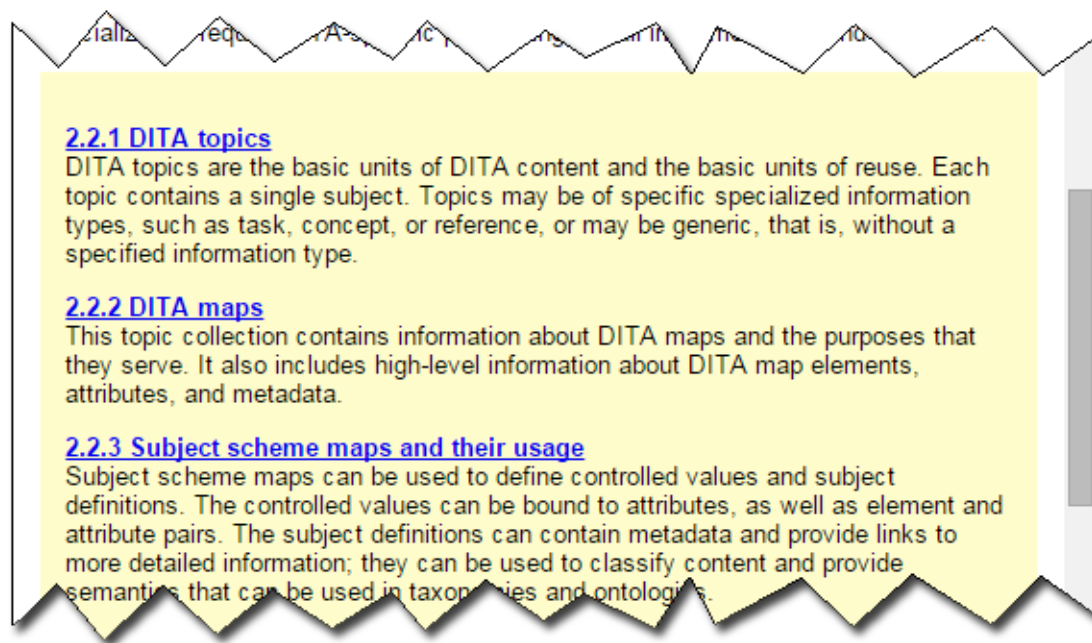 2.2.1 DITA topics
DITA topics are the basic units of DITA content and the basic units of reuse. Each
topic contains a single subject. Topics may be of specific specialized information
types, such as task, concept, or reference, or may be generic, that is, without a
specified information type.
2.2.2 DITA maps
This topic collection contains information about DITA maps and the purposes that
they serve. It also includes high-level information about DITA map elements,
attributes, and metadata.
2.2.3 Subject scheme maps and their usage
Subject scheme maps can be used to define controlled values and subject
definitions. The controlled values can be bound to attributes, as well as element and
attribute pairs. The subject definitions can contain metadata and provide links to
more detailed information; they can be used to classify content and provide
semantics that can be used in taxonomies and ontologies.